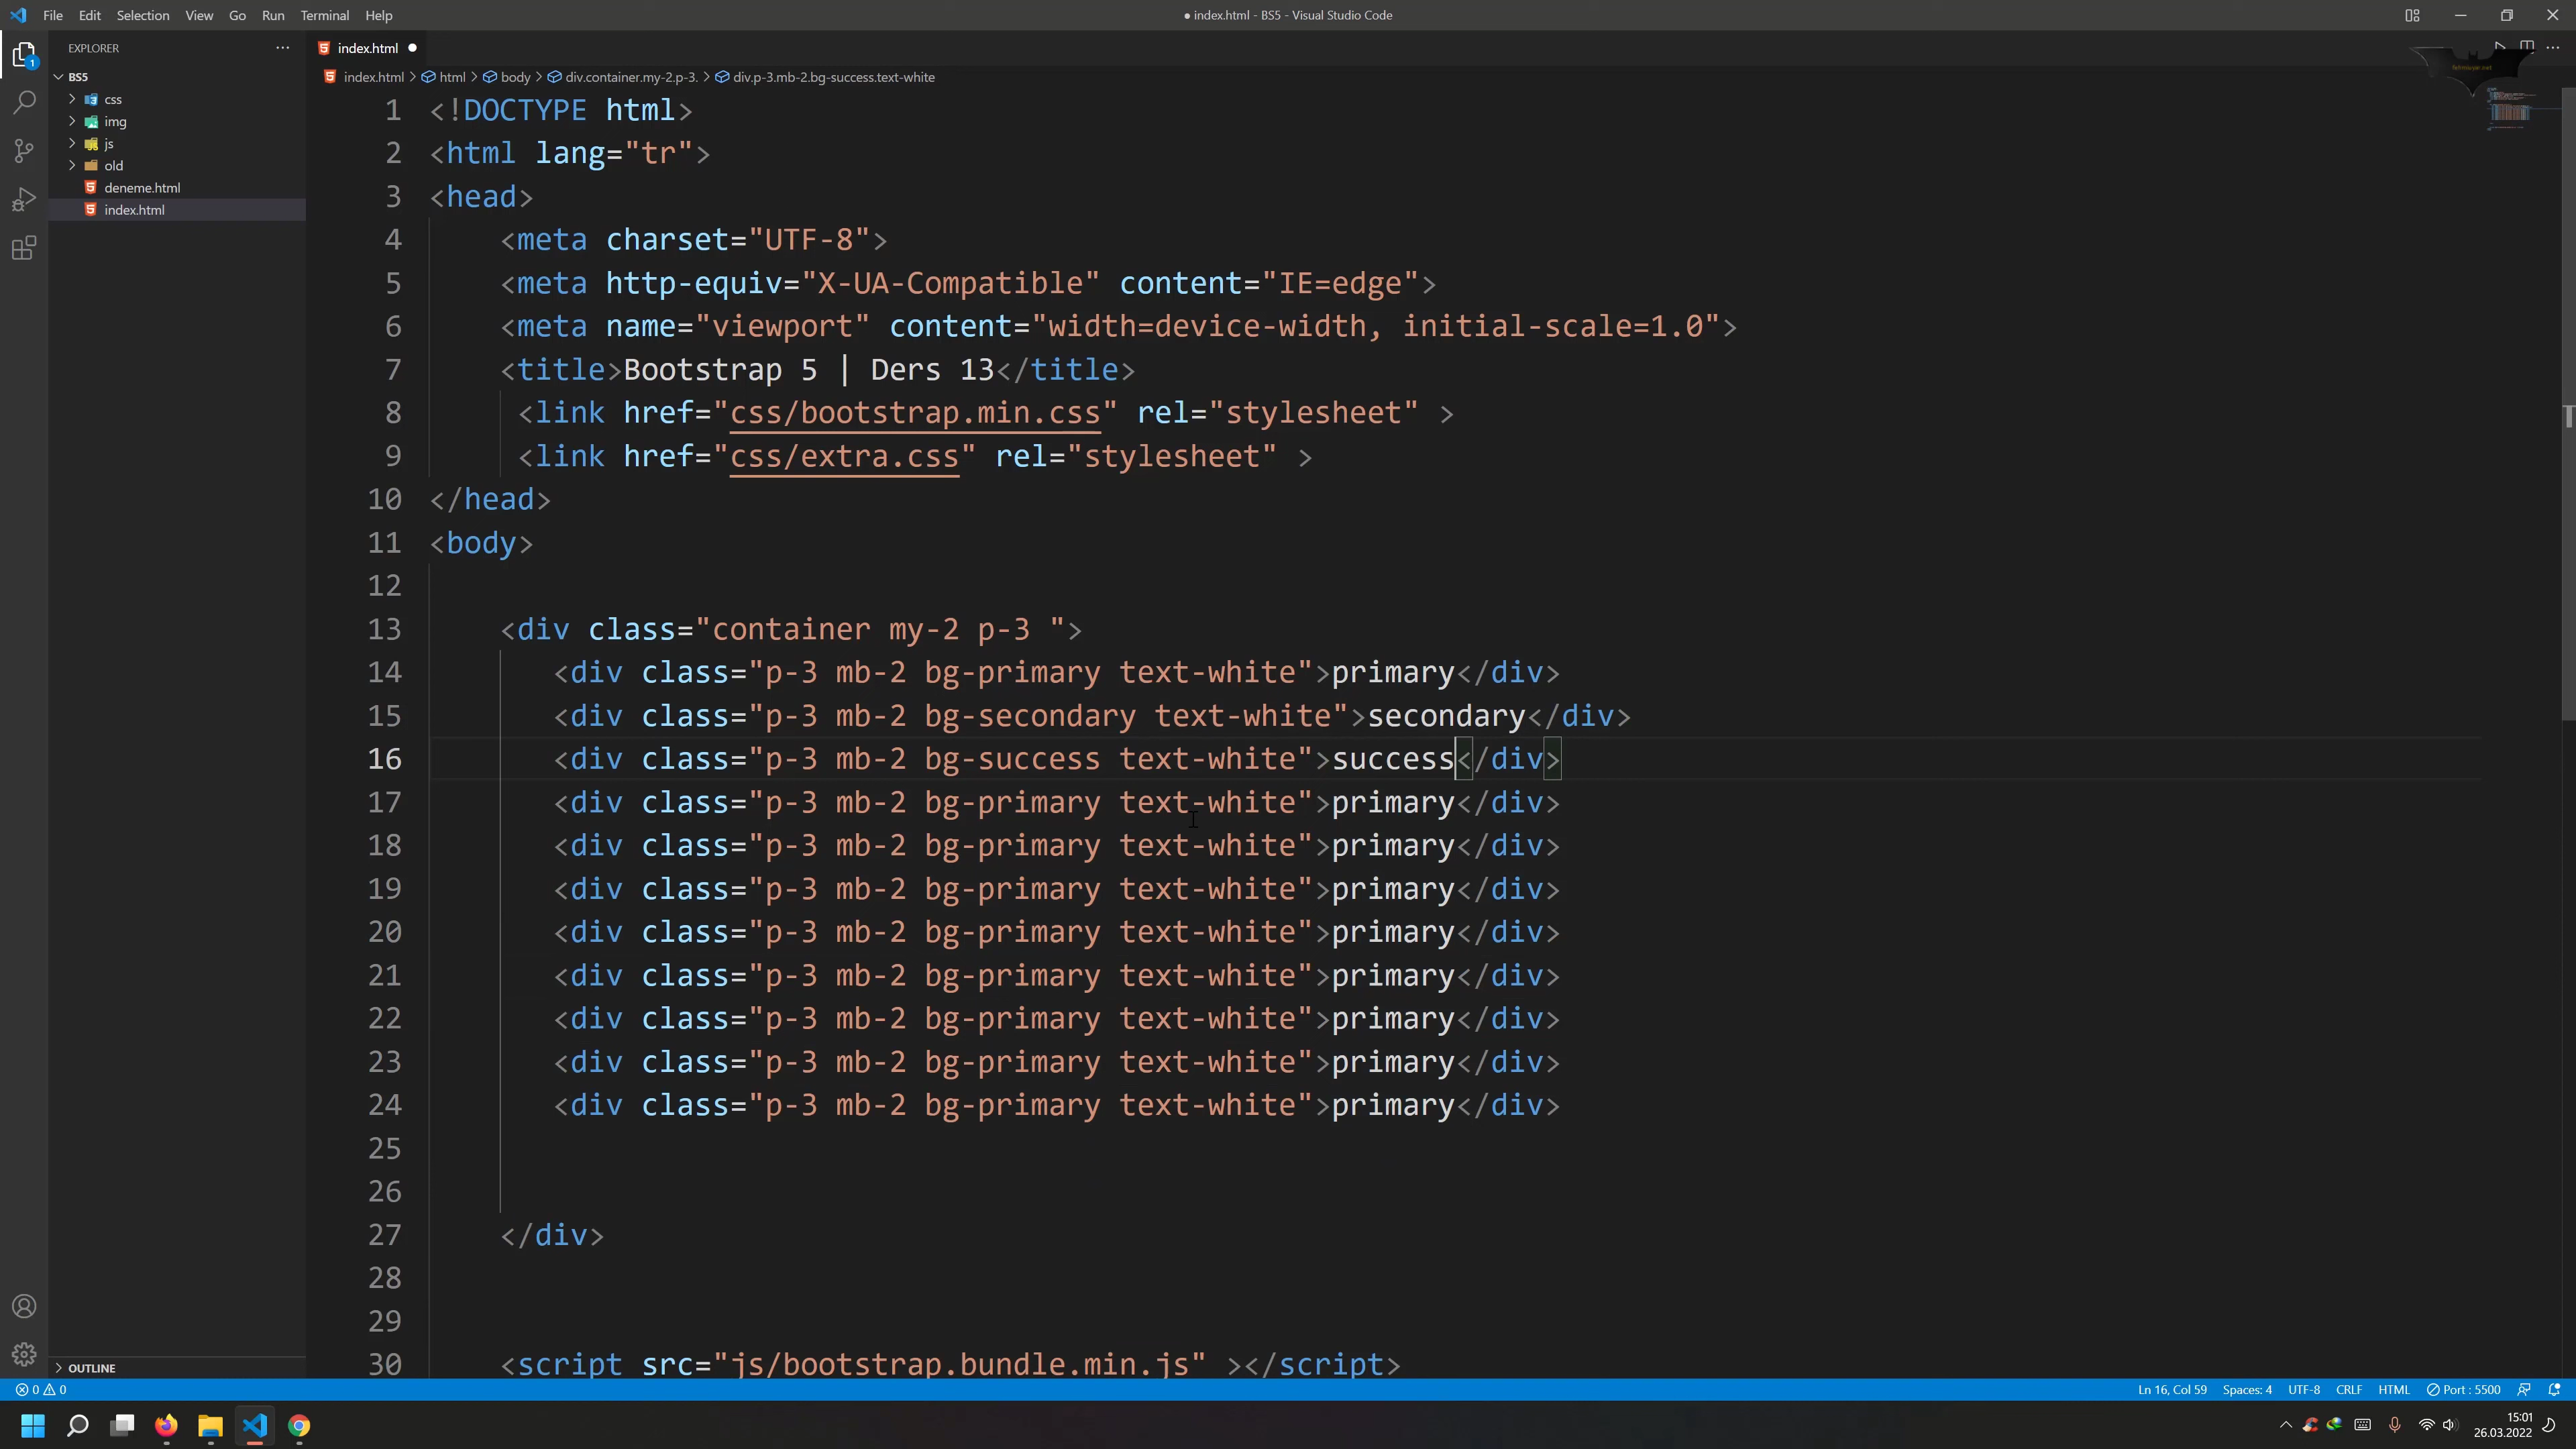 File Edit Selection View Go Run Terminal Help
● index.html - BS5 - Visual Studio Code
EXPLORER
index.html
BS5
index.html > html > body > div.container.my-2.p-3. > div.p-3.mb-2.bg-success.text-white
css
img
js
old
deneme.html
index.html
1 <!DOCTYPE html>
2 <html lang="tr">
3 <head>
4 <meta charset="UTF-8">
5 <meta http-equiv="X-UA-Compatible" content="IE=edge">
6 <meta name="viewport" content="width=device-width, initial-scale=1.0">
7 <title>Bootstrap 5 | Ders 13</title>
8 <link href="css/bootstrap.min.css" rel="stylesheet" >
9 <link href="css/extra.css" rel="stylesheet" >
10 </head>
11 <body>
12
13 <div class="container my-2 p-3 ">
14 <div class="p-3 mb-2 bg-primary text-white">primary</div>
15 <div class="p-3 mb-2 bg-secondary text-white">secondary</div>
16 <div class="p-3 mb-2 bg-success text-white">success</div>
17 <div class="p-3 mb-2 bg-primary text-white">primary</div>
18 <div class="p-3 mb-2 bg-primary text-white">primary</div>
19 <div class="p-3 mb-2 bg-primary text-white">primary</div>
20 <div class="p-3 mb-2 bg-primary text-white">primary</div>
21 <div class="p-3 mb-2 bg-primary text-white">primary</div>
22 <div class="p-3 mb-2 bg-primary text-white">primary</div>
23 <div class="p-3 mb-2 bg-primary text-white">primary</div>
24 <div class="p-3 mb-2 bg-primary text-white">primary</div>
25
26
27 </div>
28
29
30 <script src="js/bootstrap.bundle.min.js" ></script>
OUTLINE
0 0
Ln 16, Col 59 Spaces: 4 UTF-8 CRLF HTML Port : 5500
15:01
26.03.2022